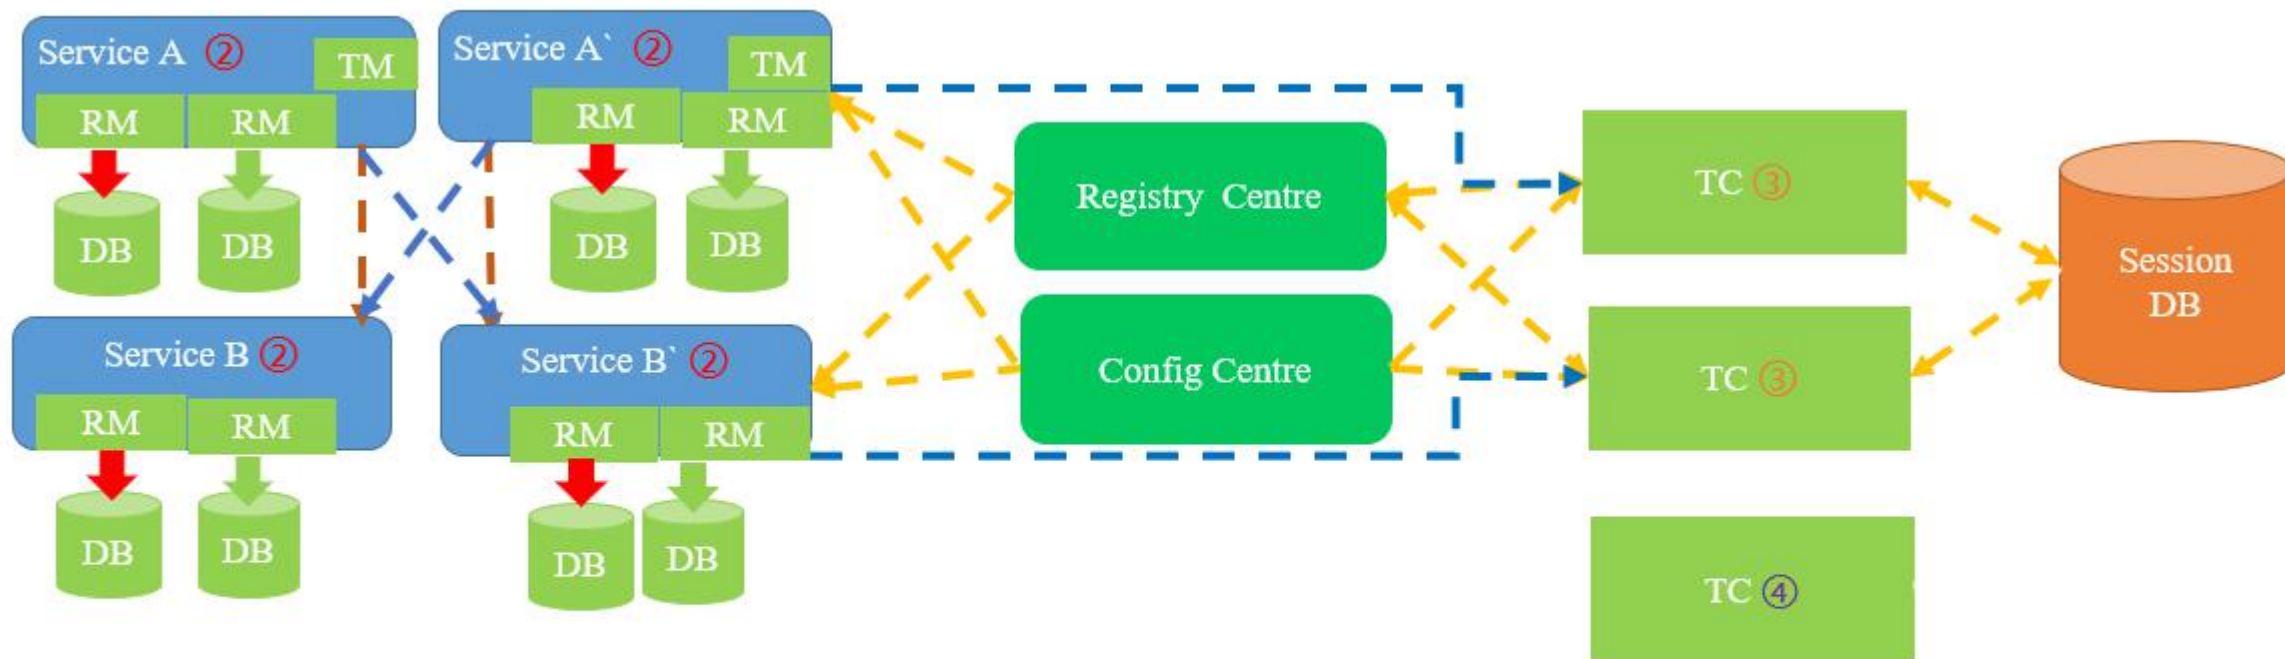 Service A ②
TM
RM
RM
DB
DB
Service A` ②
TM
RM
RM
DB
DB
Service B ②
RM
RM
DB
DB
Service B` ②
RM
RM
DB
DB
Registry Centre
Config Centre
TC ③
TC ③
TC ④
Session
DB